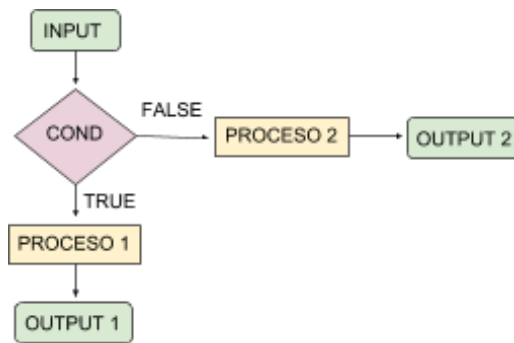 INPUT
COND
FALSE
PROCESO 2
OUTPUT 2
TRUE
PROCESO 1
OUTPUT 1